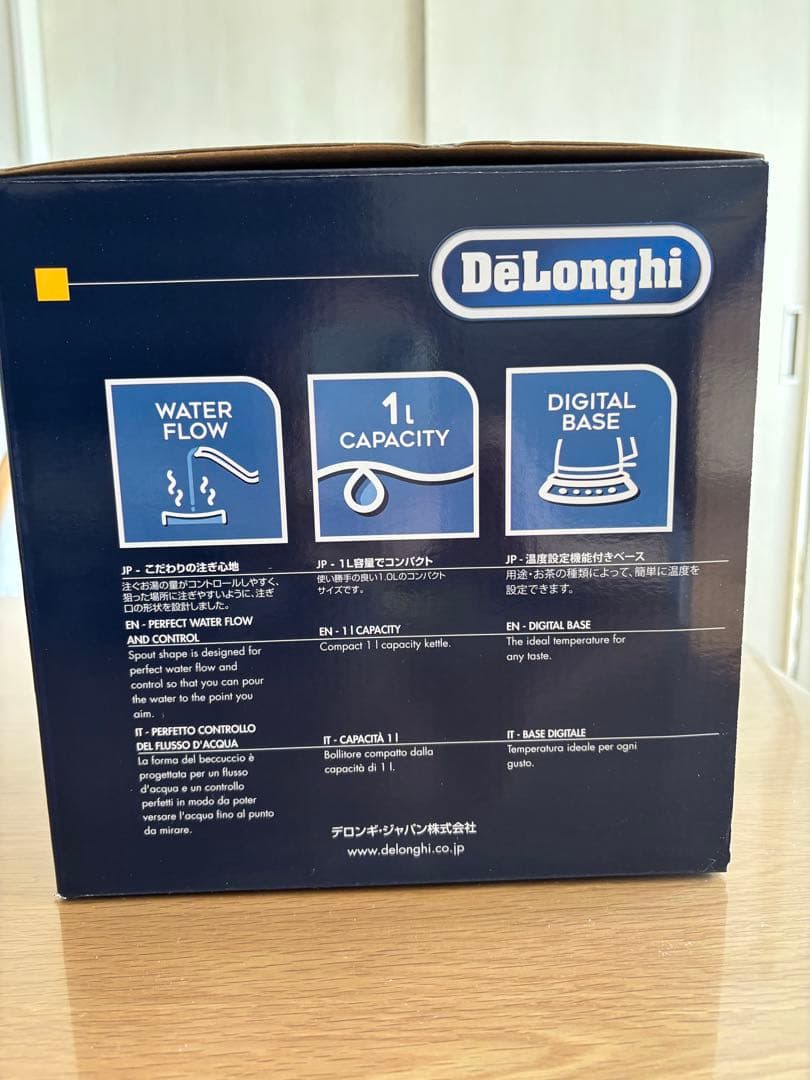 DeLonghi
WATER
FLOW
1l
CAPACITY
DIGITAL
BASE
JP - こだわりの注ぎ心地
注ぐお湯の量がコントロールしやすく、
狙った場所に注ぎやすいように、注ぎ
口の形状を設計しました。
EN - PERFECT WATER FLOW
AND CONTROL
Spout shape is designed for
perfect water flow and
control so that you can pour
the water to the point you
aim.
IT - PERFETTO CONTROLLO
DEL FLUSSO D'ACQUA
La forma del beccuccio è
progettata per un flusso
d'acqua e un controllo
perfetti in modo da poter
versare l'acqua fino al punto
da mirare.
JP - 1L容量でコンパクト
使い勝手の良い1.0Lのコンパクト
サイズです。
EN - 1 l CAPACITY
Compact 1 l capacity kettle.
IT - CAPACITÀ 1 l
Bollitore compatto dalla
capacità di 1 l.
JP - 温度設定機能付きベース
用途・お茶の種類によって、簡単に温度を
設定できます。
EN - DIGITAL BASE
The ideal temperature for
any taste.
IT - BASE DIGITALE
Temperatura ideale per ogni
gusto.
デロンギ・ジャパン株式会社
www.delonghi.co.jp